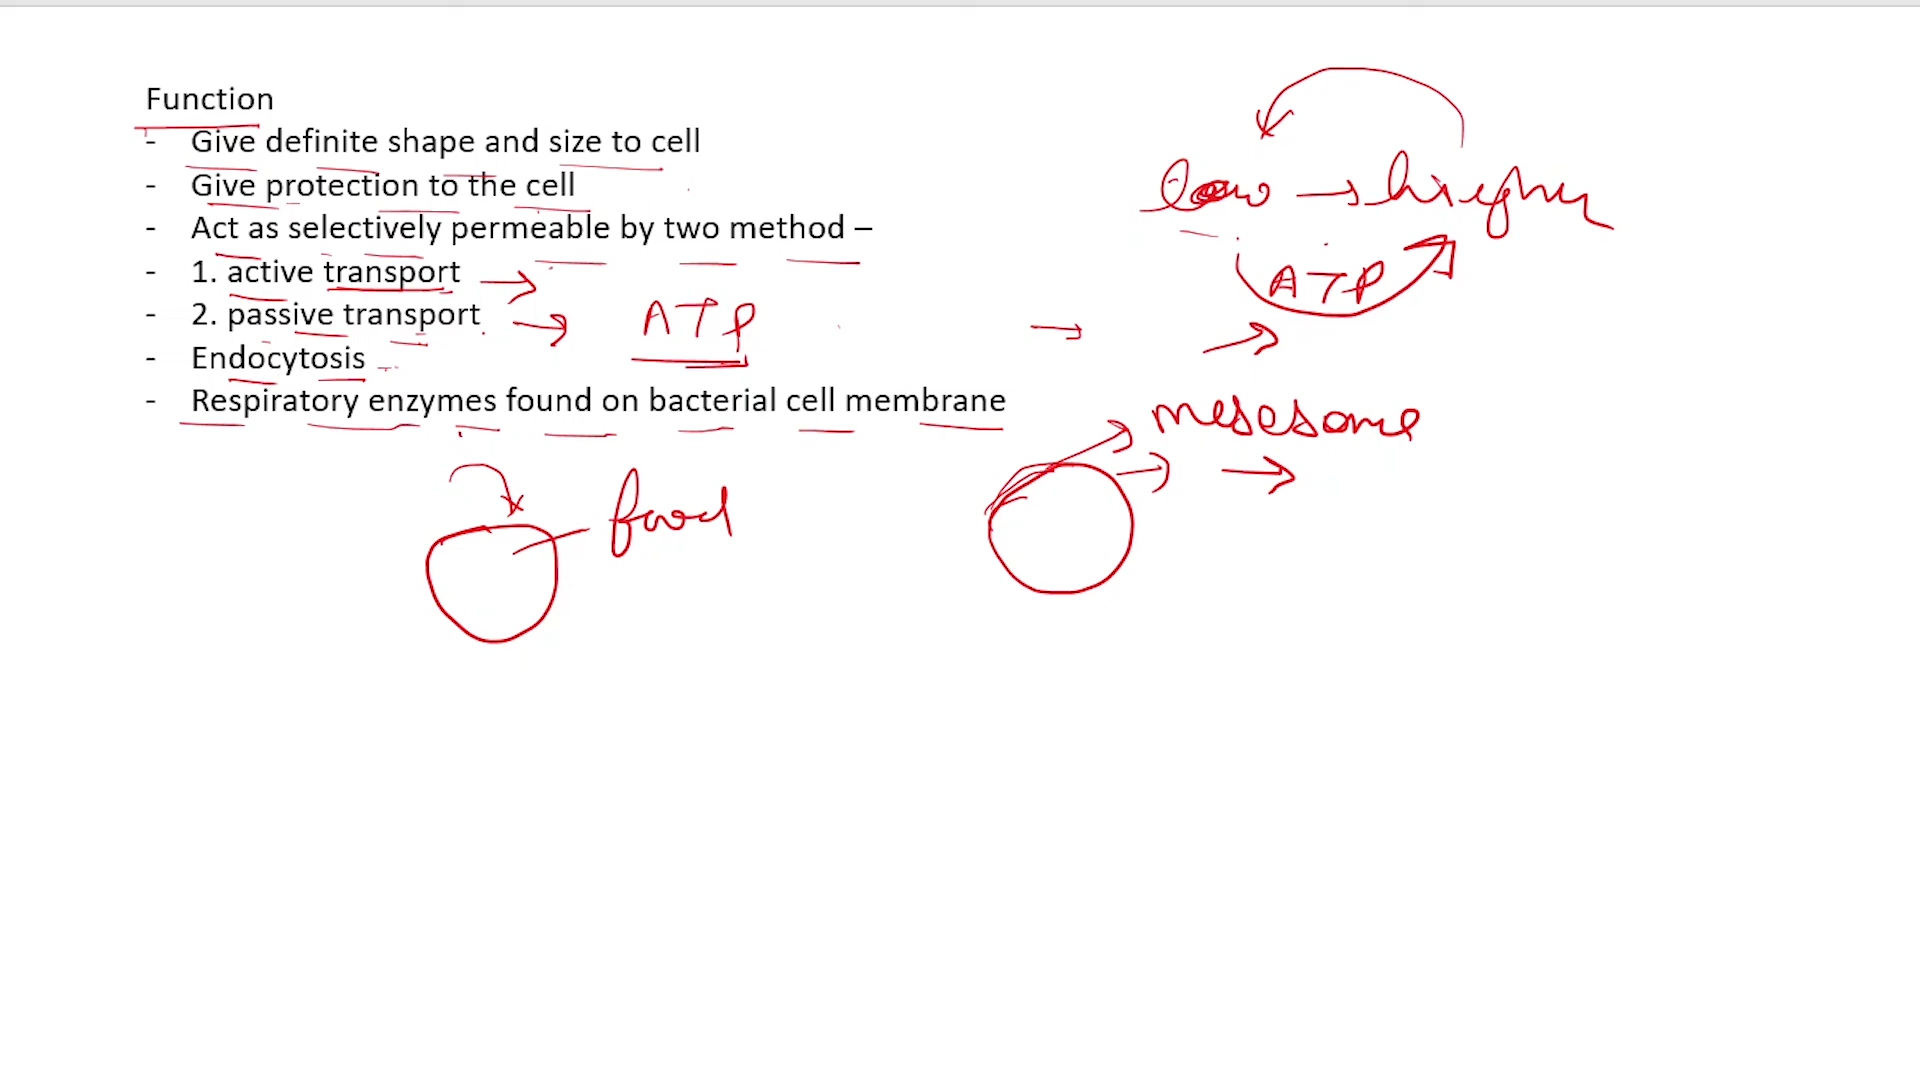 Function
- Give definite shape and size to cell
- Give protection to the cell
- Act as selectively permeable by two method –
- 1. active transport →
- 2. passive transport → ATP
- Endocytosis
- Respiratory enzymes found on bacterial cell membrane
low → higher
ATP
mesesome
food